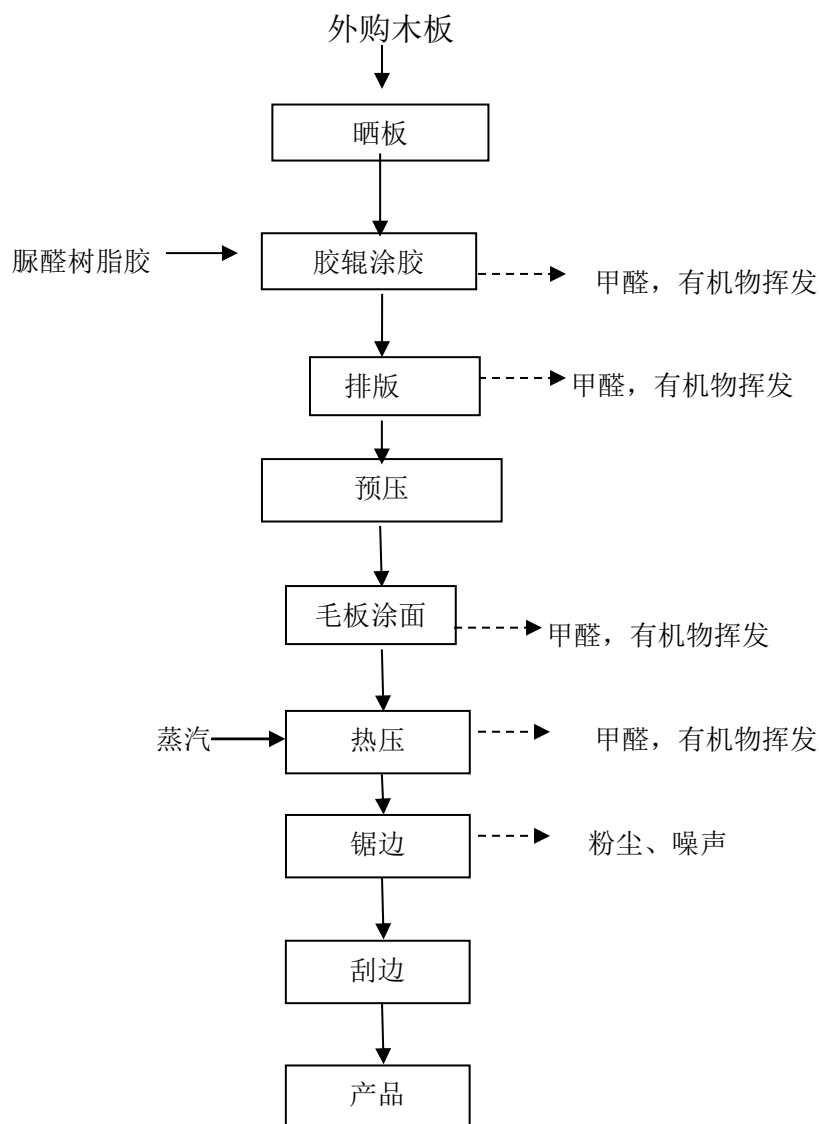 外购木板
晒板
脲醛树脂胶
胶辊涂胶
甲醛，有机物挥发
排版
甲醛，有机物挥发
预压
毛板涂面
甲醛，有机物挥发
蒸汽
热压
甲醛，有机物挥发
锯边
粉尘、噪声
刮边
产品